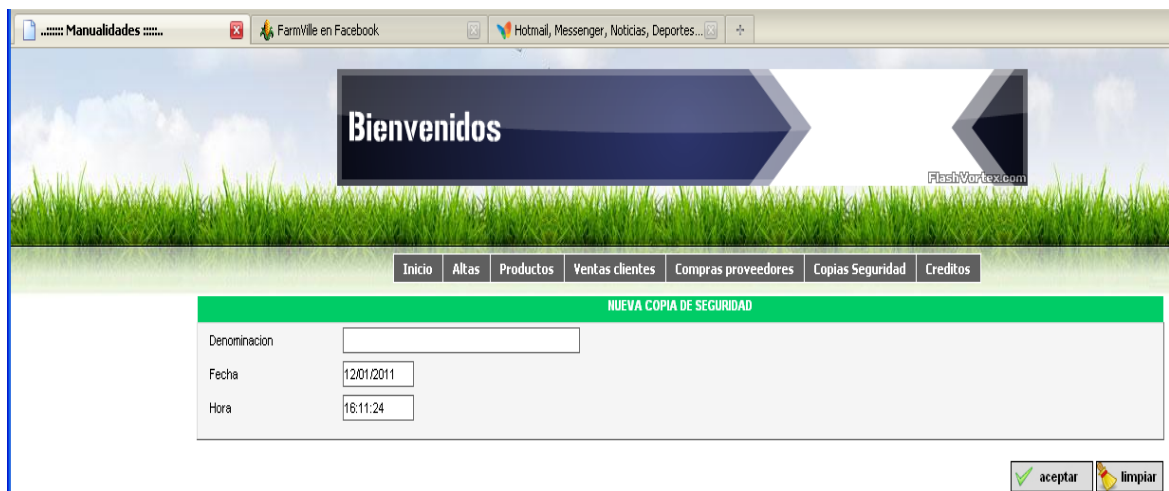 ..:::::: Manualidades :::::..
FarmVille en Facebook
Hotmail, Messenger, Noticias, Deportes...
Bienvenidos
FlashVortex.com
Inicio Altas Productos Ventas clientes Compras proveedores Copias Seguridad Creditos
NUEVA COPIA DE SEGURIDAD
Denominacion
Fecha 12/01/2011
Hora 16:11:24
aceptar limpiar